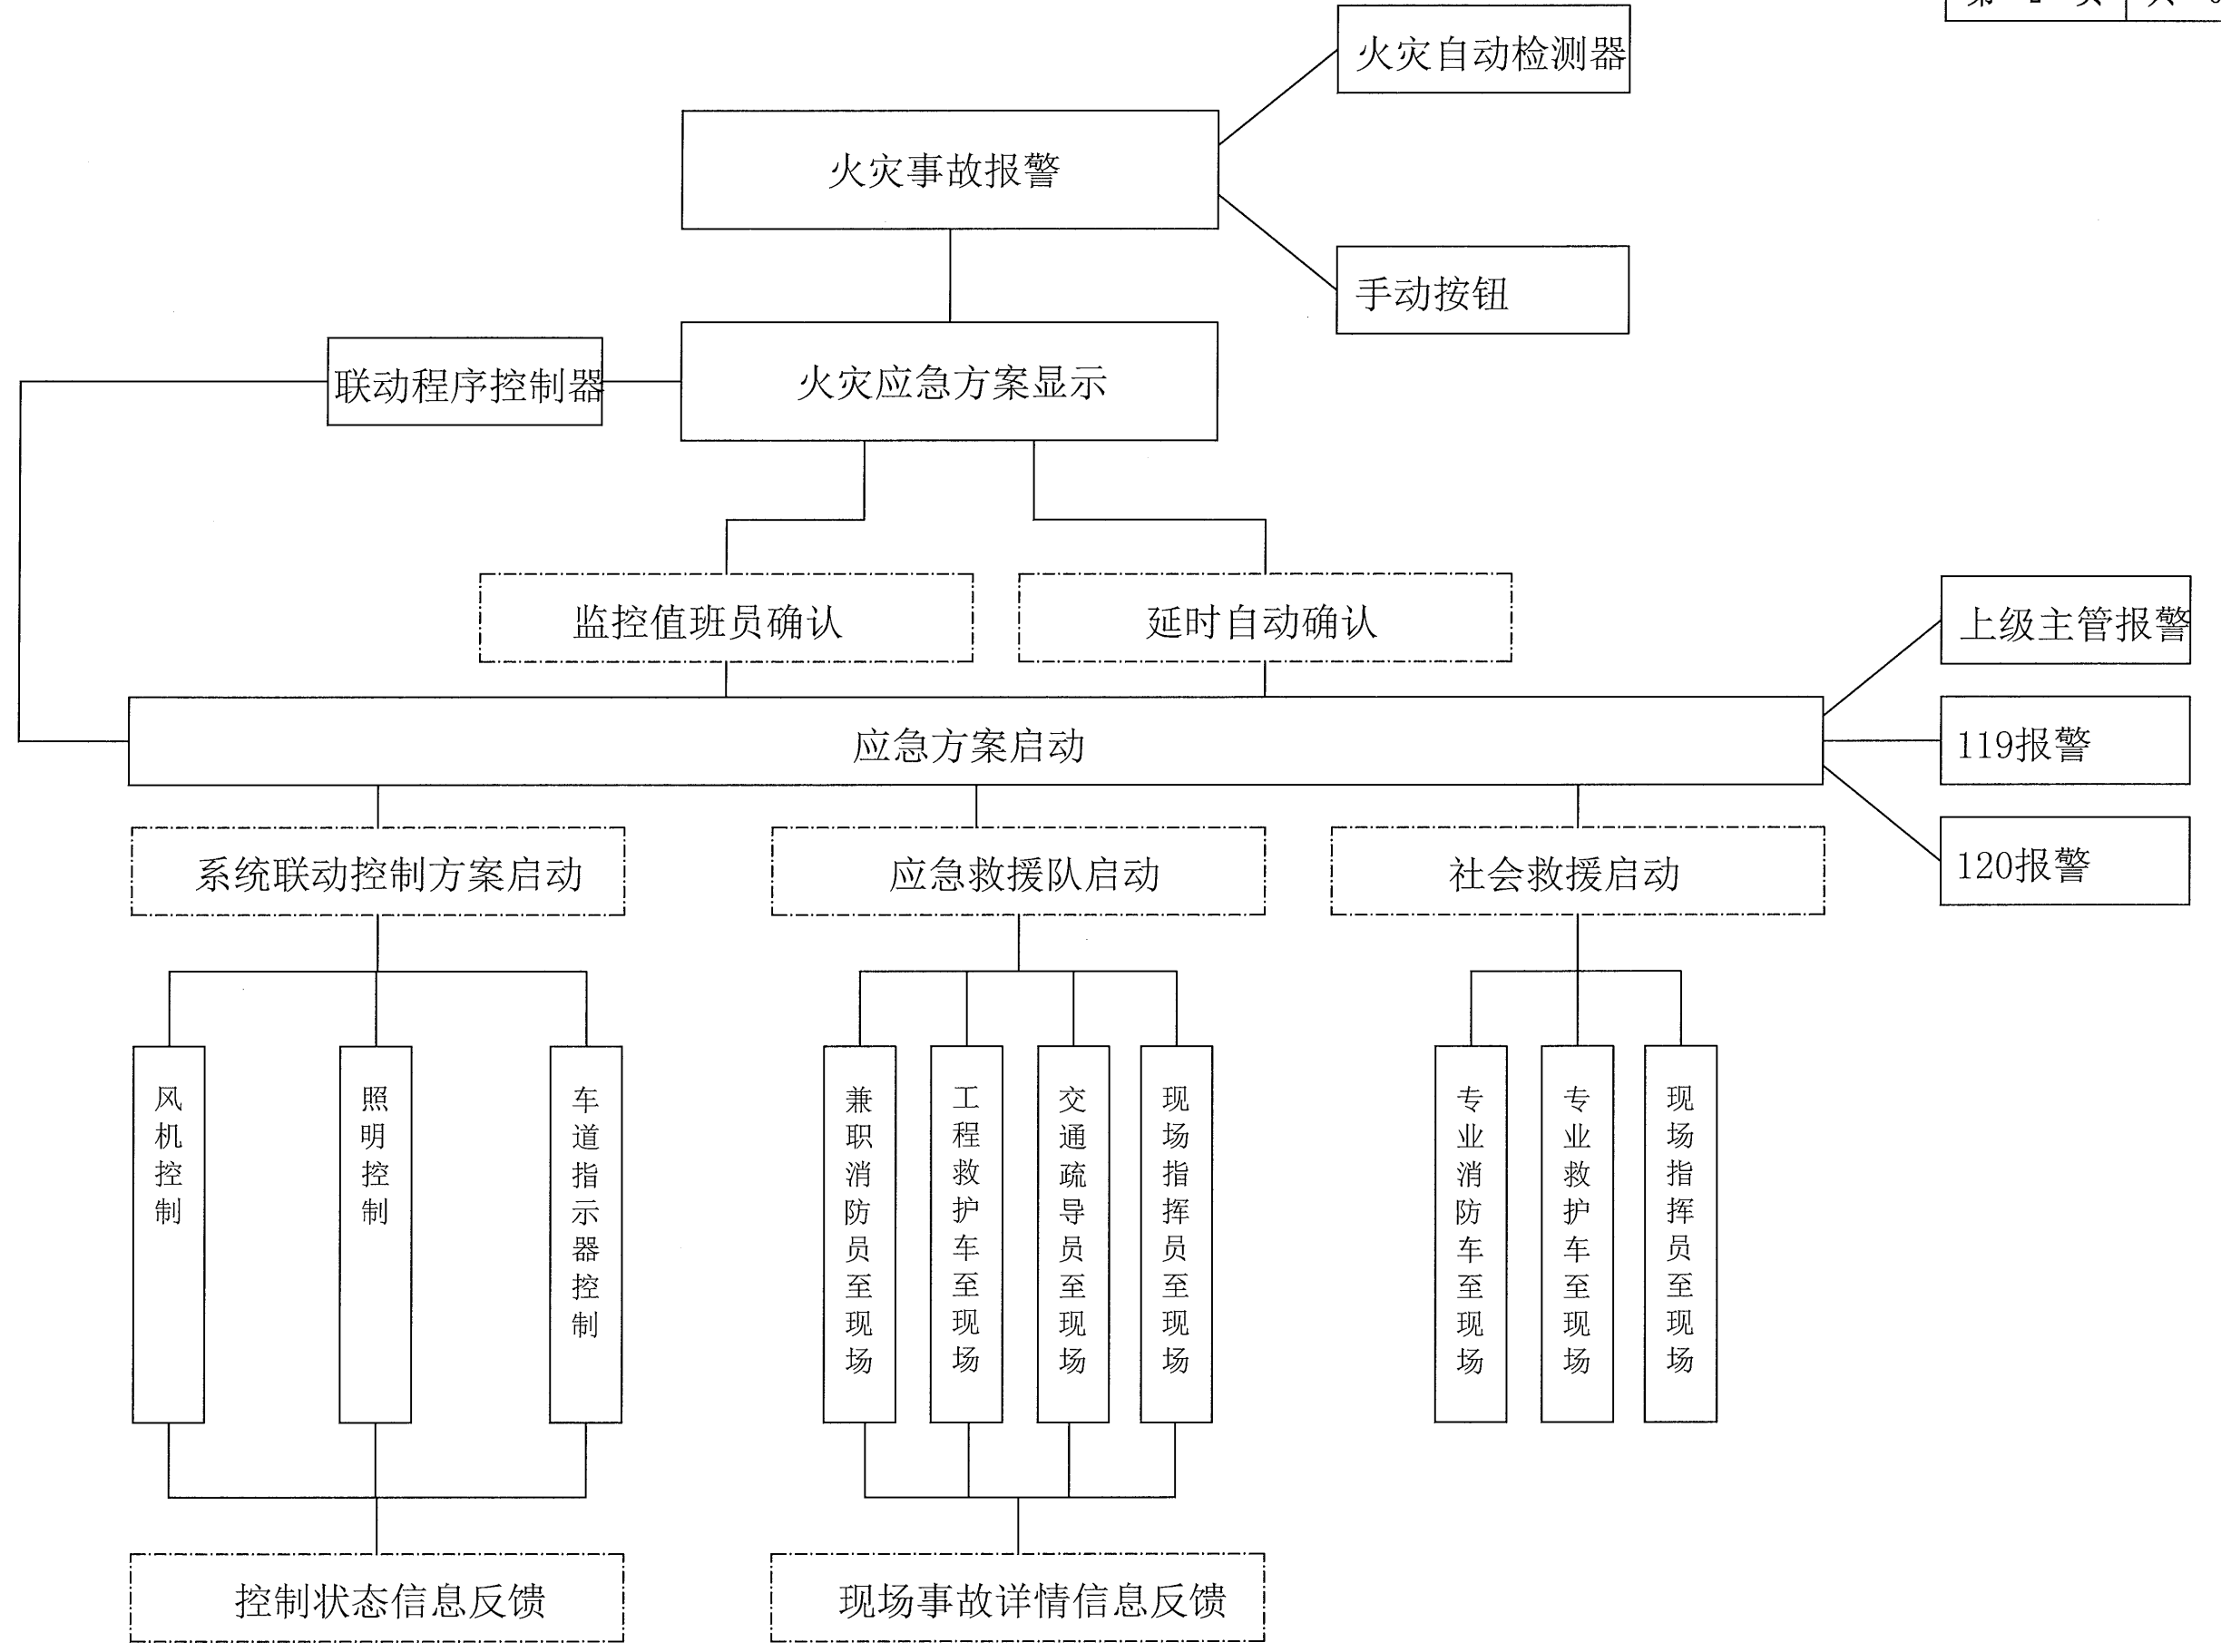 火灾自动检测器
火灾事故报警
手动按钮
联动程序控制器
火灾应急方案显示
监控值班员确认
延时自动确认
上级主管报警
应急方案启动
119报警
120报警
系统联动控制方案启动
应急救援队启动
社会救援启动
风机控制
照明控制
车道指示器控制
兼职消防员至现场
工程救护车至现场
交通疏导员至现场
现场指挥员至现场
专业消防车至现场
专业救护车至现场
现场指挥员至现场
控制状态信息反馈
现场事故详情信息反馈